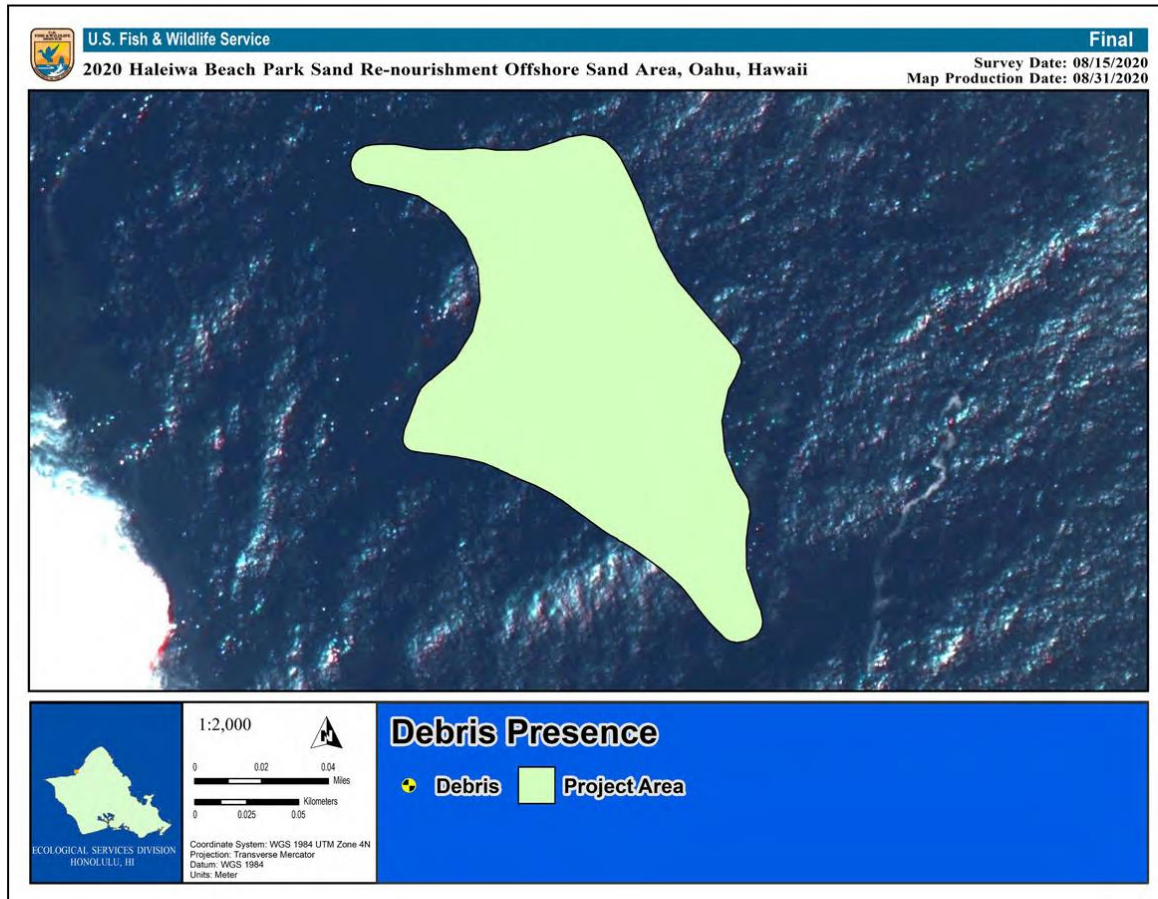 U.S. Fish & Wildlife Service
Final
2020 Haleiwa Beach Park Sand Re-nourishment Offshore Sand Area, Oahu, Hawaii
Survey Date: 08/15/2020
Map Production Date: 08/31/2020
1:2,000
N
0 0.02 0.04
Miles
Kilometers
0 0.025 0.05
Coordinate System: WGS 1984 UTM Zone 4N
Projection: Transverse Mercator
Datum: WGS 1984
Units: Meter
ECOLOGICAL SERVICES DIVISION
HONOLULU, HI
Debris Presence
Debris
Project Area